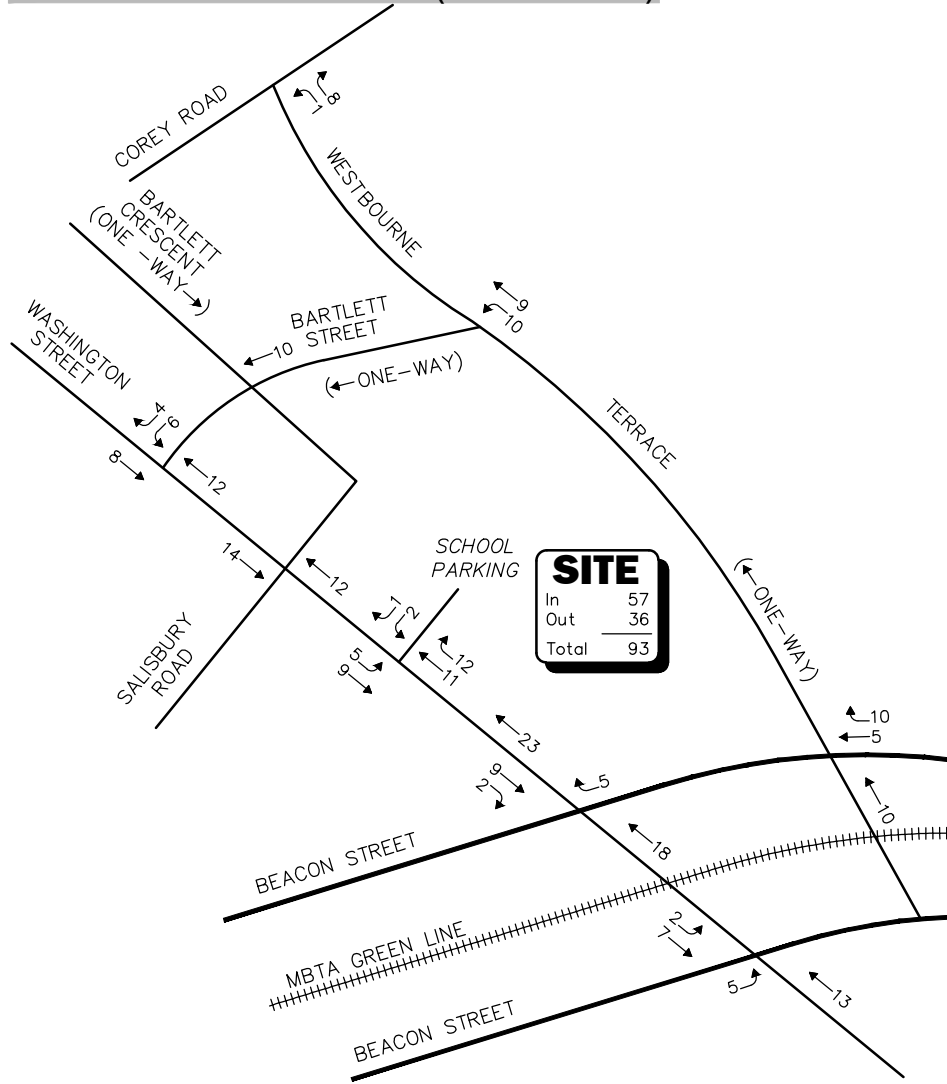 8
1
COREY ROAD
WESTBOURNE
BARTLETT
CRESCENT
(ONE -WAY→)
9
10
BARTLETT
STREET
←10
(←ONE-WAY)
WASHINGTON
STREET
4
6
8
12
TERRACE
14
12
SCHOOL
PARKING
SITE
In 57
Out 36
Total 93
(←ONE-WAY)
1
2
5
9
12
11
SALISBURY
ROAD
10
5
23
9
2
5
10
18
BEACON STREET
2
7
MBTA GREEN LINE
5
13
BEACON STREET